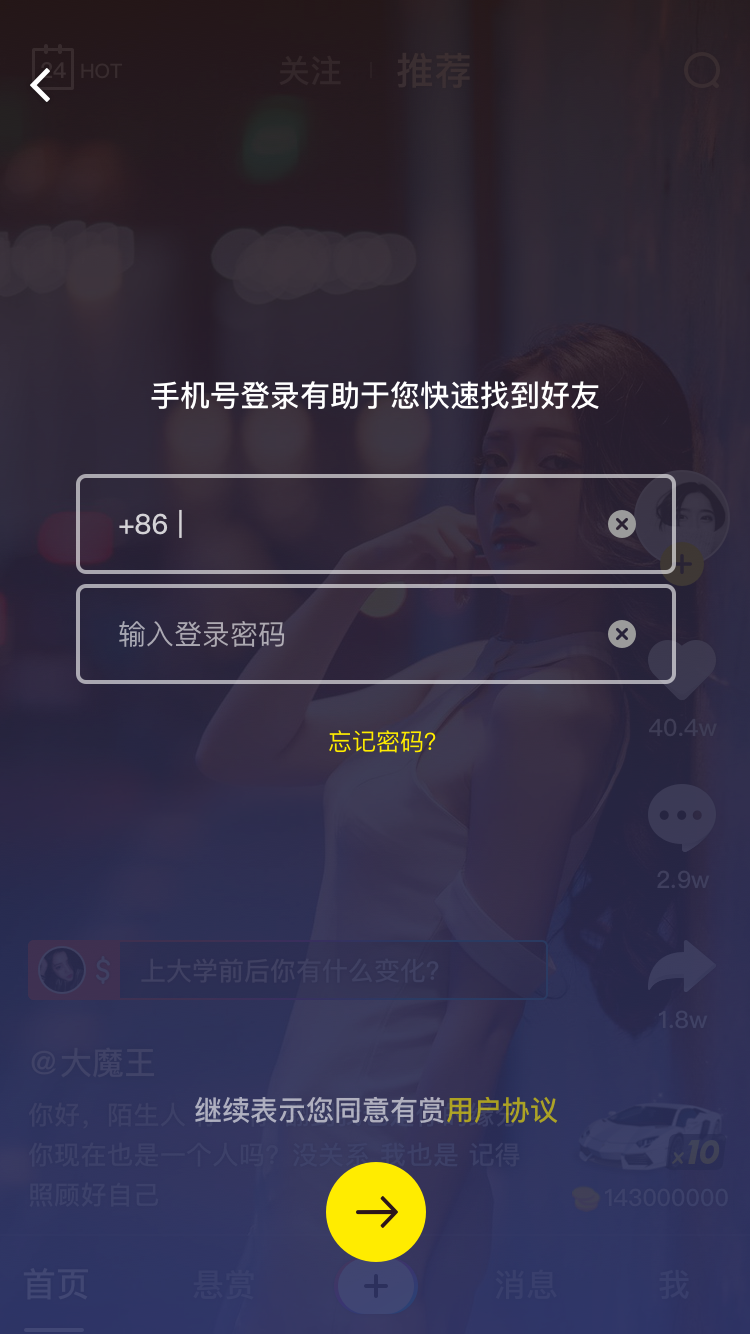 24 HOT 关注 推荐
手机号登录有助于您快速找到好友
+86
输入登录密码
忘记密码?
40.4w
2.9w
$ 上大学前后你有什么变化?
1.8w
@大魔王
继续表示您同意有赏用户协议
你好，陌生人
你现在也是一个人吗? 没关系 我也是 记得
照顾好自己
x10
143000000
首页 悬赏 消息 我